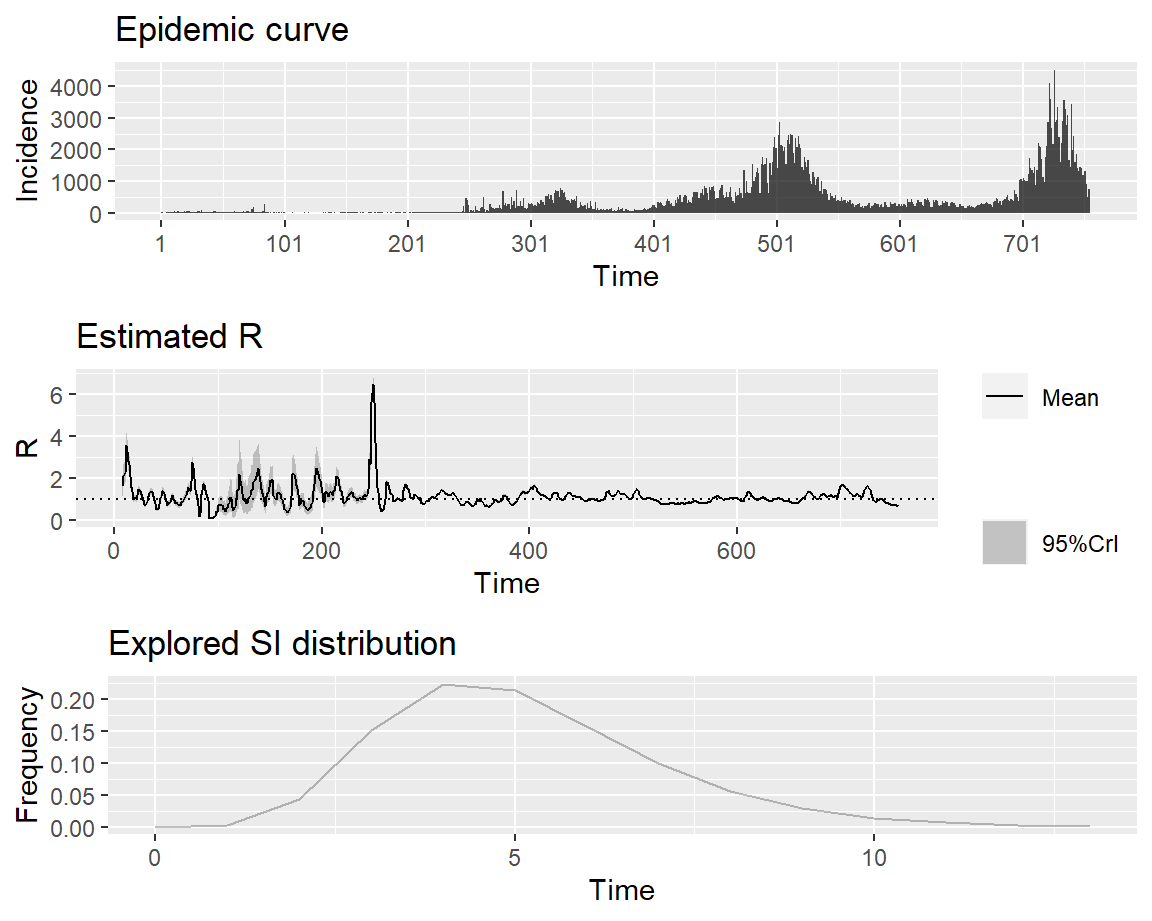 Epidemic curve
Incidence
4000
3000
2000
1000
0
1 101 201 301 401 501 601 701
Time
Estimated R
R
6
4
2
0
0 200 400 600
Time
Mean
95%CrI
Explored SI distribution
Frequency
0.20
0.15
0.10
0.05
0.00
0 5 10
Time